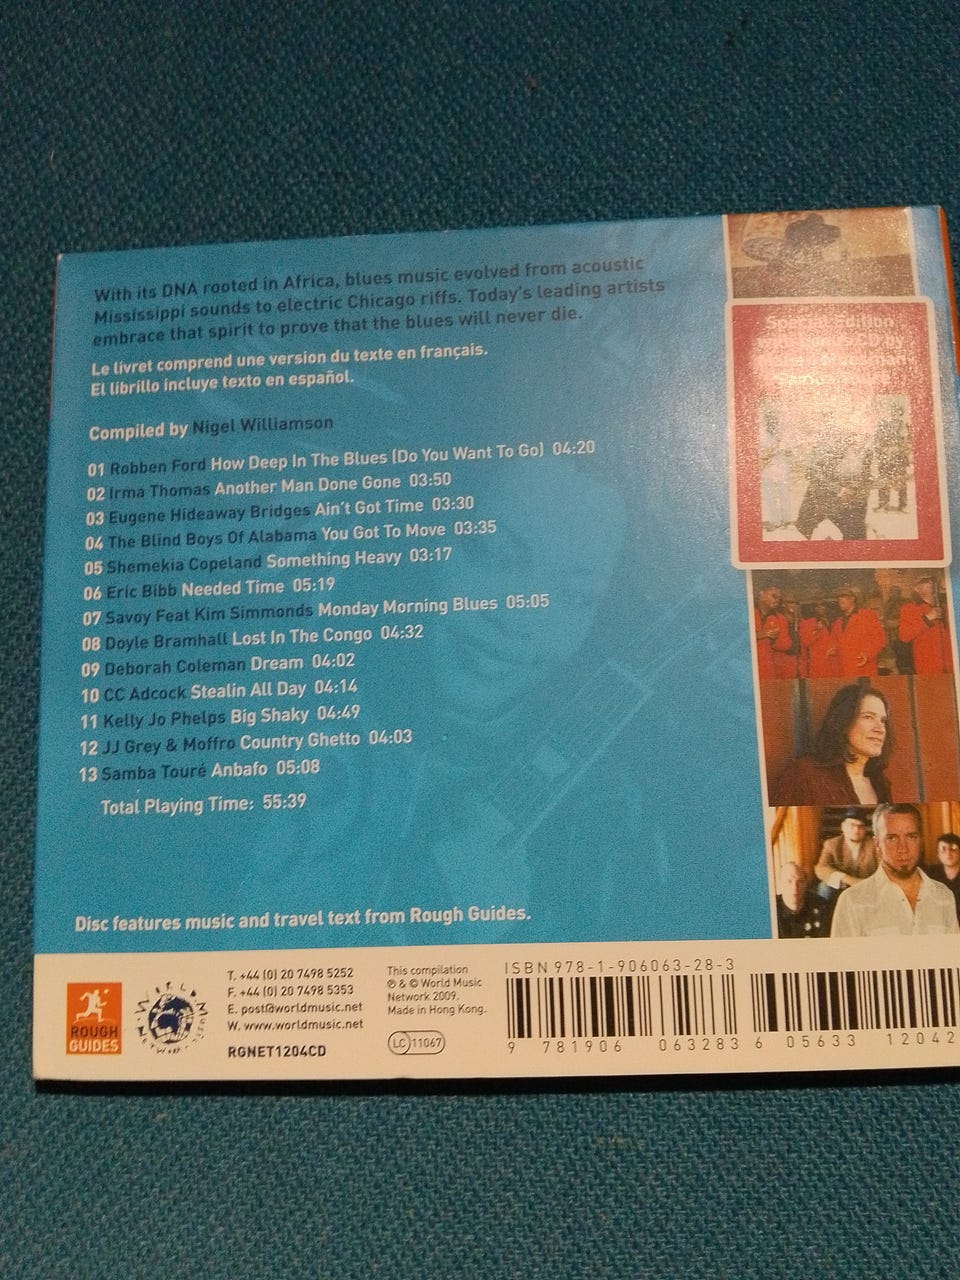 With its DNA rooted in Africa, blues music evolved from acoustic
Mississippi sounds to electric Chicago riffs. Today's leading artists
embrace that spirit to prove that the blues will never die.
Le livret comprend une version du texte en français.
El librillo incluye texto en español.
Compiled by Nigel Williamson
01 Robben Ford How Deep In The Blues (Do You Want To Go) 04:20
02 Irma Thomas Another Man Done Gone 03:50
03 Eugene Hideaway Bridges Ain't Got Time 03:30
04 The Blind Boys Of Alabama You Got To Move 03:35
05 Shemekia Copeland Something Heavy 03:17
06 Eric Bibb Needed Time 05:19
07 Savoy Feat Kim Simmonds Monday Morning Blues 05:05
08 Doyle Bramhall Lost In The Congo 04:32
09 Deborah Coleman Dream 04:02
10 CC Adcock Stealin All Day 04:14
11 Kelly Jo Phelps Big Shaky 04:49
12 JJ Grey & Moffro Country Ghetto 04:03
13 Samba Touré Anbafo 05:08
Total Playing Time: 55:39
Special Edition
Disc features music and travel text from Rough Guides.
ROUGH
GUIDES
WORLD MUSIC NETWORK
T. +44 (0) 20 7498 5252
F. +44 (0) 20 7498 5353
E. post@worldmusic.net
W. www.worldmusic.net
RGNET1204CD
This compilation
℗ & © World Music
Network 2009.
Made in Hong Kong.
LC 11067
ISBN 978-1-906063-28-3
9 781906 063283
6 05633 12042